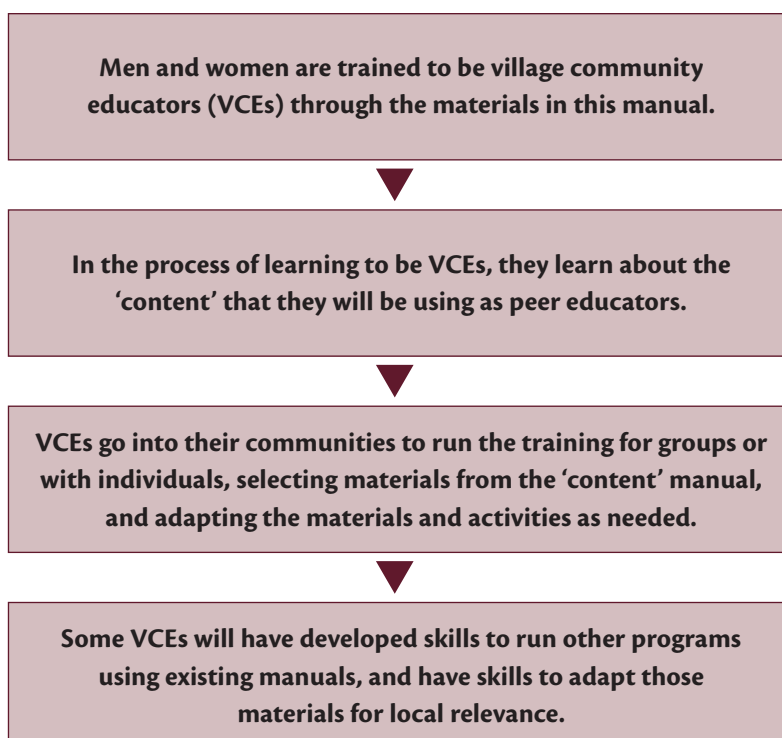 Men and women are trained to be village community
educators (VCEs) through the materials in this manual.
In the process of learning to be VCEs, they learn about the
‘content’ that they will be using as peer educators.
VCEs go into their communities to run the training for groups or
with individuals, selecting materials from the ‘content’ manual,
and adapting the materials and activities as needed.
Some VCEs will have developed skills to run other programs
using existing manuals, and have skills to adapt those
materials for local relevance.